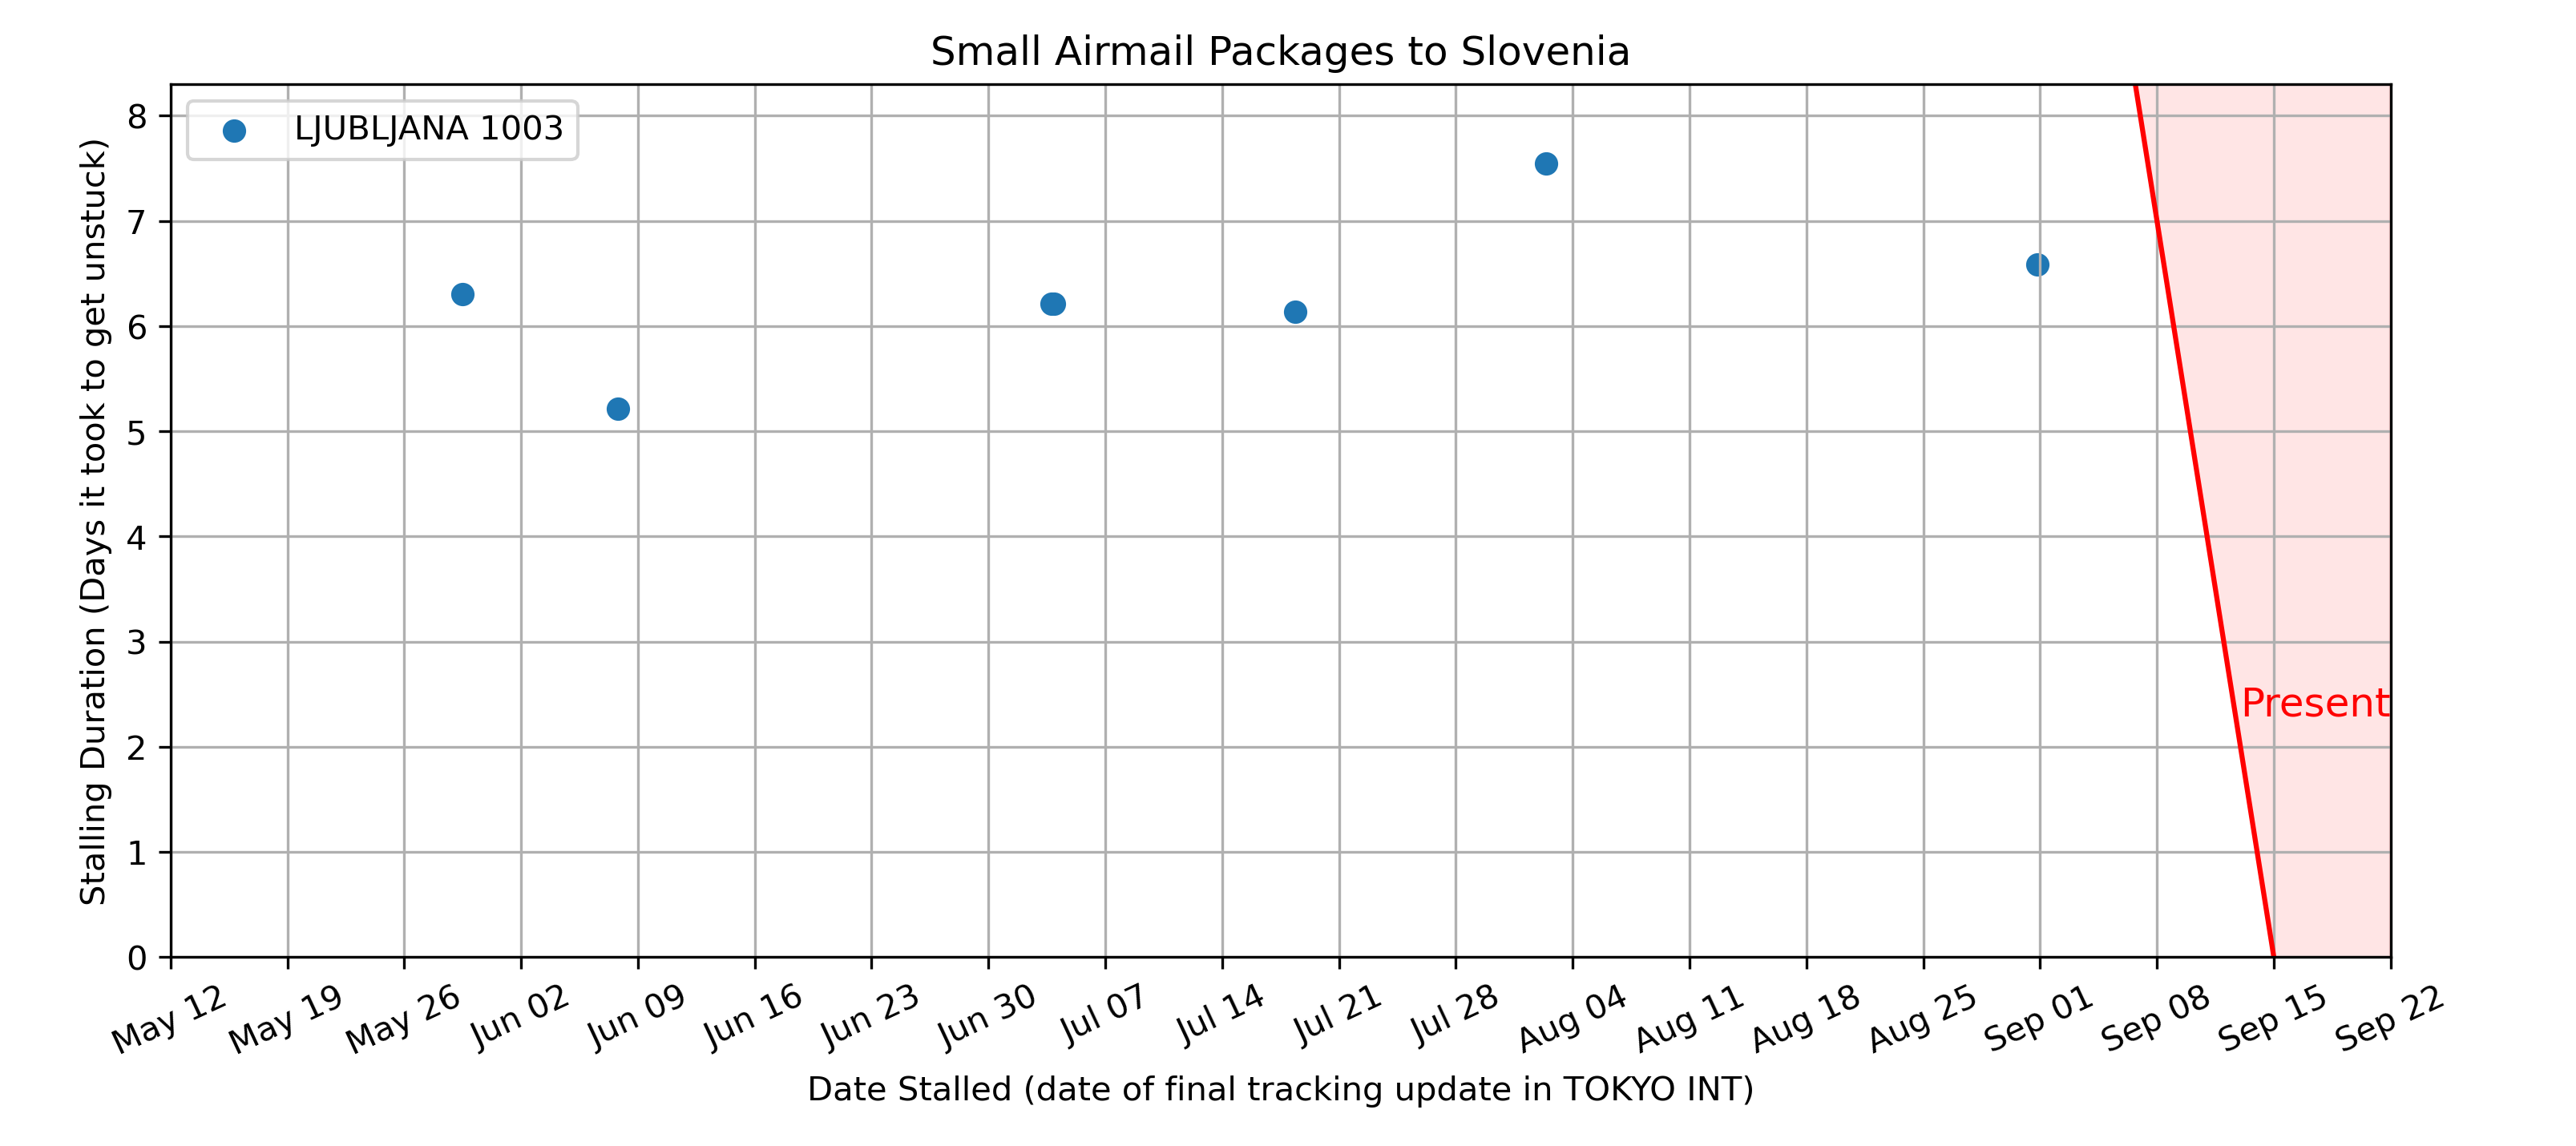 Small Airmail Packages to Slovenia
LJUBLJANA 1003
Stalling Duration (Days it took to get unstuck)
8
7
6
5
4
3
2
1
0
Present
May 12
May 19
May 26
Jun 02
Jun 09
Jun 16
Jun 23
Jun 30
Jul 07
Jul 14
Jul 21
Jul 28
Aug 04
Aug 11
Aug 18
Aug 25
Sep 01
Sep 08
Sep 15
Sep 22
Date Stalled (date of final tracking update in TOKYO INT)